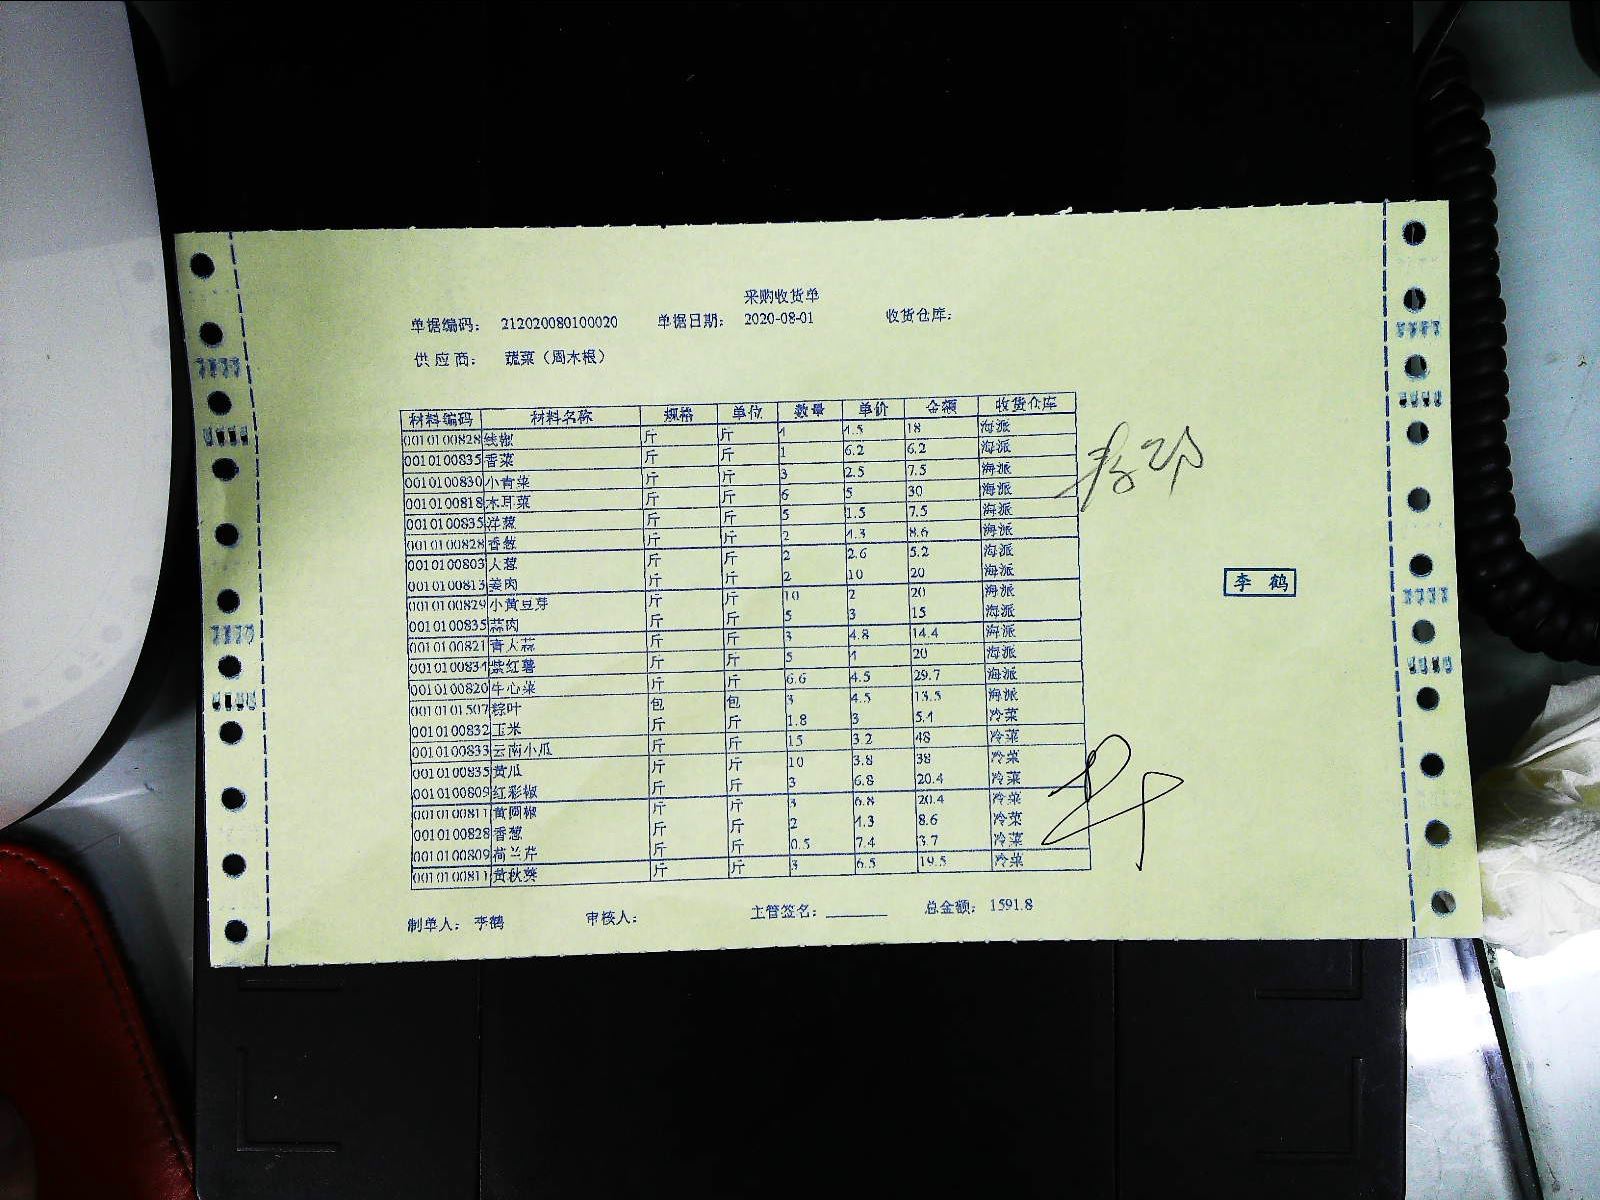 采购收货单
单据编码： 212020080100020 单据日期： 2020-08-01 收货仓库：
供 应 商： 蔬菜（周木根）
材料编码 材料名称 规格 单位 数量 单价 金额 收货仓库
0010100828 线椒 斤 斤 4 4.5 18 海派
0010100835 香菜 斤 斤 1 6.2 6.2 海派
0010100830 小青菜 斤 斤 3 2.5 7.5 海派
0010100818 木耳菜 斤 斤 6 5 30 海派
0010100835 洋葱 斤 斤 5 1.5 7.5 海派
0010100828 香葱 斤 斤 2 4.3 8.6 海派
0010100803 大葱 斤 斤 2 2.6 5.2 海派
0010100813 姜肉 斤 斤 2 10 20 海派
0010100829 小黄豆芽 斤 斤 10 2 20 海派
0010100835 蒜肉 斤 斤 5 3 15 海派
0010100821 青大蒜 斤 斤 3 4.8 14.4 海派
0010100834 紫红薯 斤 斤 5 4 20 海派
0010100820 牛心菜 斤 斤 6.6 4.5 29.7 海派
0010101507 粽叶 包 包 3 4.5 13.5 海派
0010100832 玉米 斤 斤 1.8 3 5.4 冷菜
0010100833 云南小瓜 斤 斤 15 3.2 48 冷菜
0010100835 黄瓜 斤 斤 10 3.8 38 冷菜
0010100809 红彩椒 斤 斤 3 6.8 20.4 冷菜
0010100811 黄圆椒 斤 斤 3 6.8 20.4 冷菜
0010100828 香葱 斤 斤 2 4.3 8.6 冷菜
0010100809 荷兰芹 斤 斤 0.5 7.4 3.7 冷菜
0010100811 黄秋葵 斤 斤 3 6.5 19.5 冷菜
李 鹤
制单人： 李鹤 审核人： 主管签名： 总金额： 1591.8